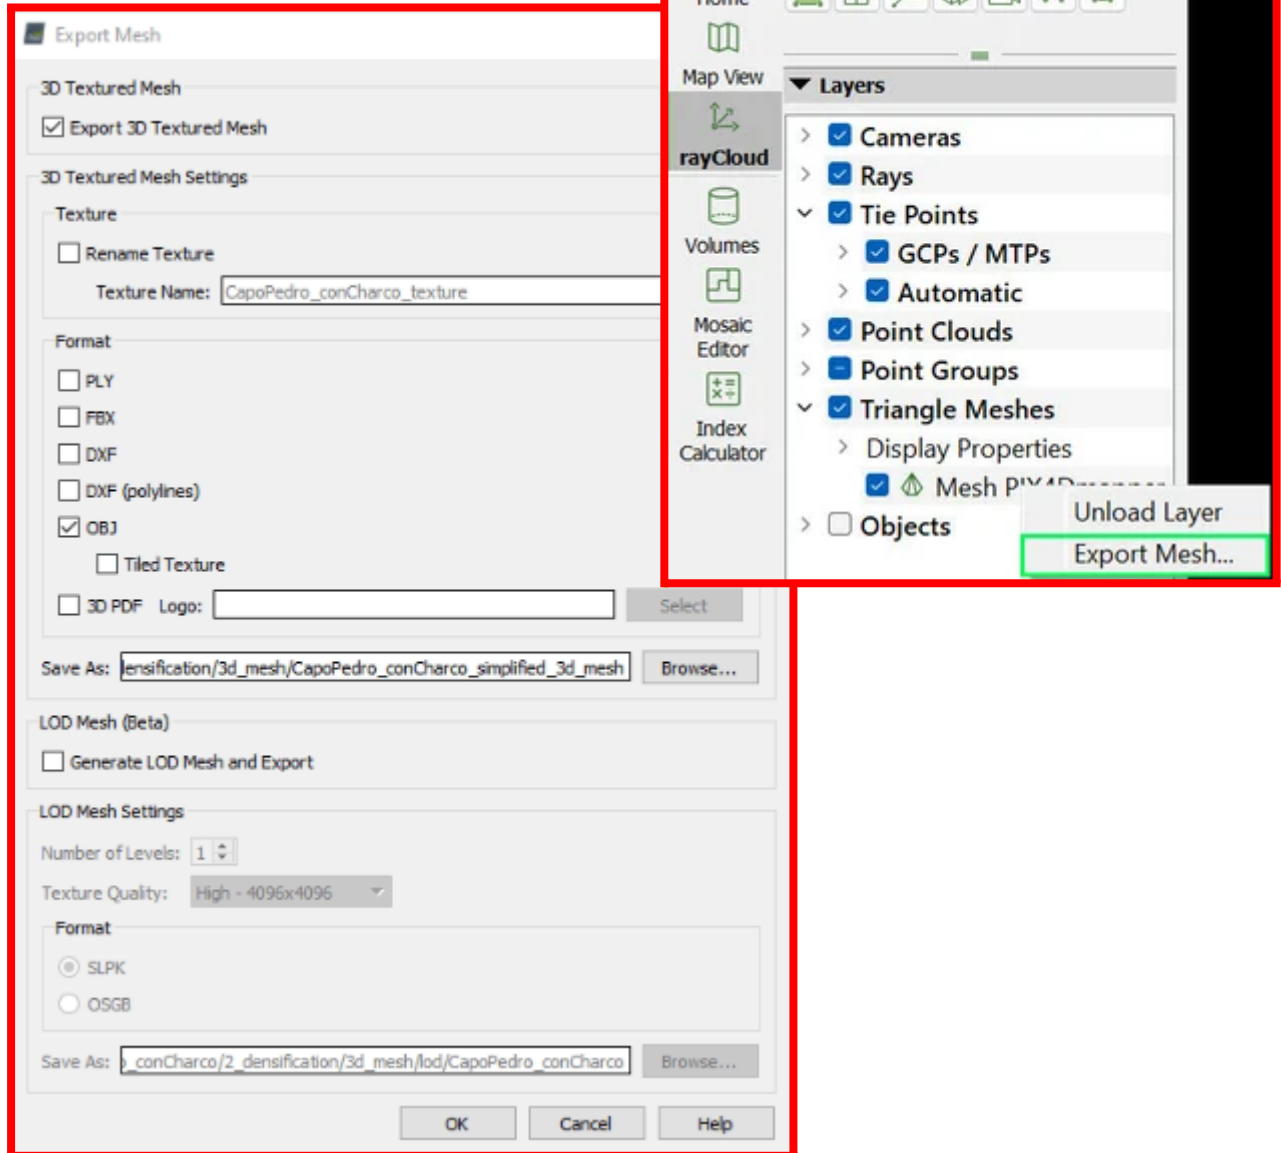 Export Mesh
3D Textured Mesh
Export 3D Textured Mesh
3D Textured Mesh Settings
Texture
Rename Texture
Texture Name: CapoPedro_conCharco_texture
Format
PLY
FBX
DXF
DXF (polylines)
OBJ
Tiled Texture
3D PDF Logo: Select
Save As: lensification/3d_mesh/CapoPedro_conCharco_simplified_3d_mesh Browse...
LOD Mesh (Beta)
Generate LOD Mesh and Export
LOD Mesh Settings
Number of Levels: 1
Texture Quality: High - 4096x4096
Format
SLPK
OSGB
Save As: o_conCharco/2_densification/3d_mesh/lod/CapoPedro_conCharco Browse...
OK Cancel Help
Home
Map View
rayCloud
Volumes
Mosaic
Editor
Index
Calculator
Layers
Cameras
Rays
Tie Points
GCPs / MTPs
Automatic
Point Clouds
Point Groups
Triangle Meshes
Display Properties
Mesh PIX4Dmapper
Objects
Unload Layer
Export Mesh...